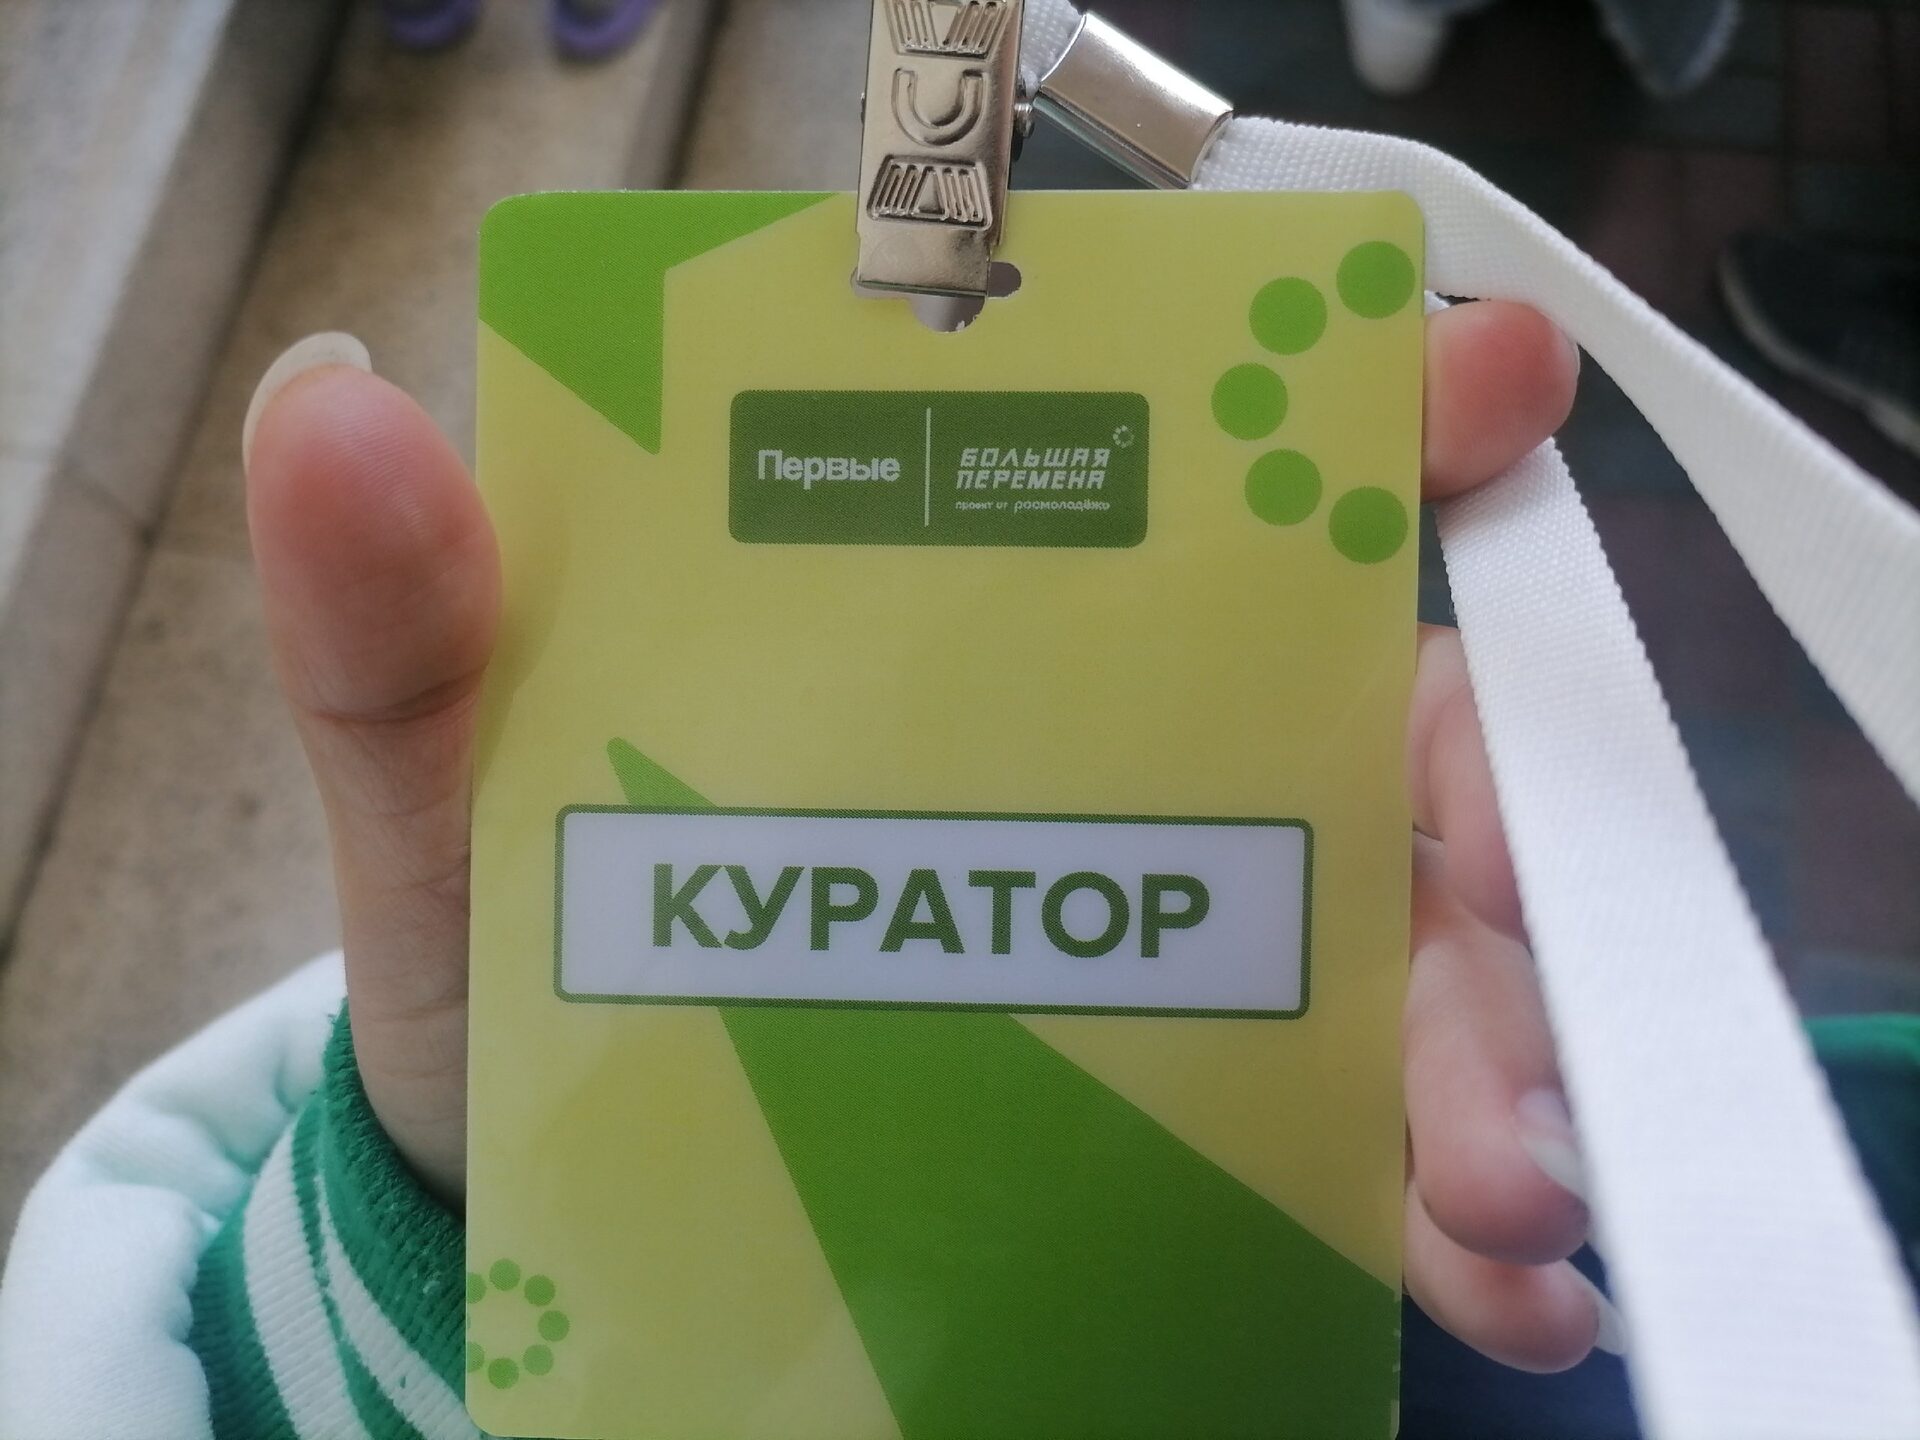 Первые
БОЛЬШАЯ
ПЕРЕМЕНА
проект от росмолодёжь
КУРАТОР